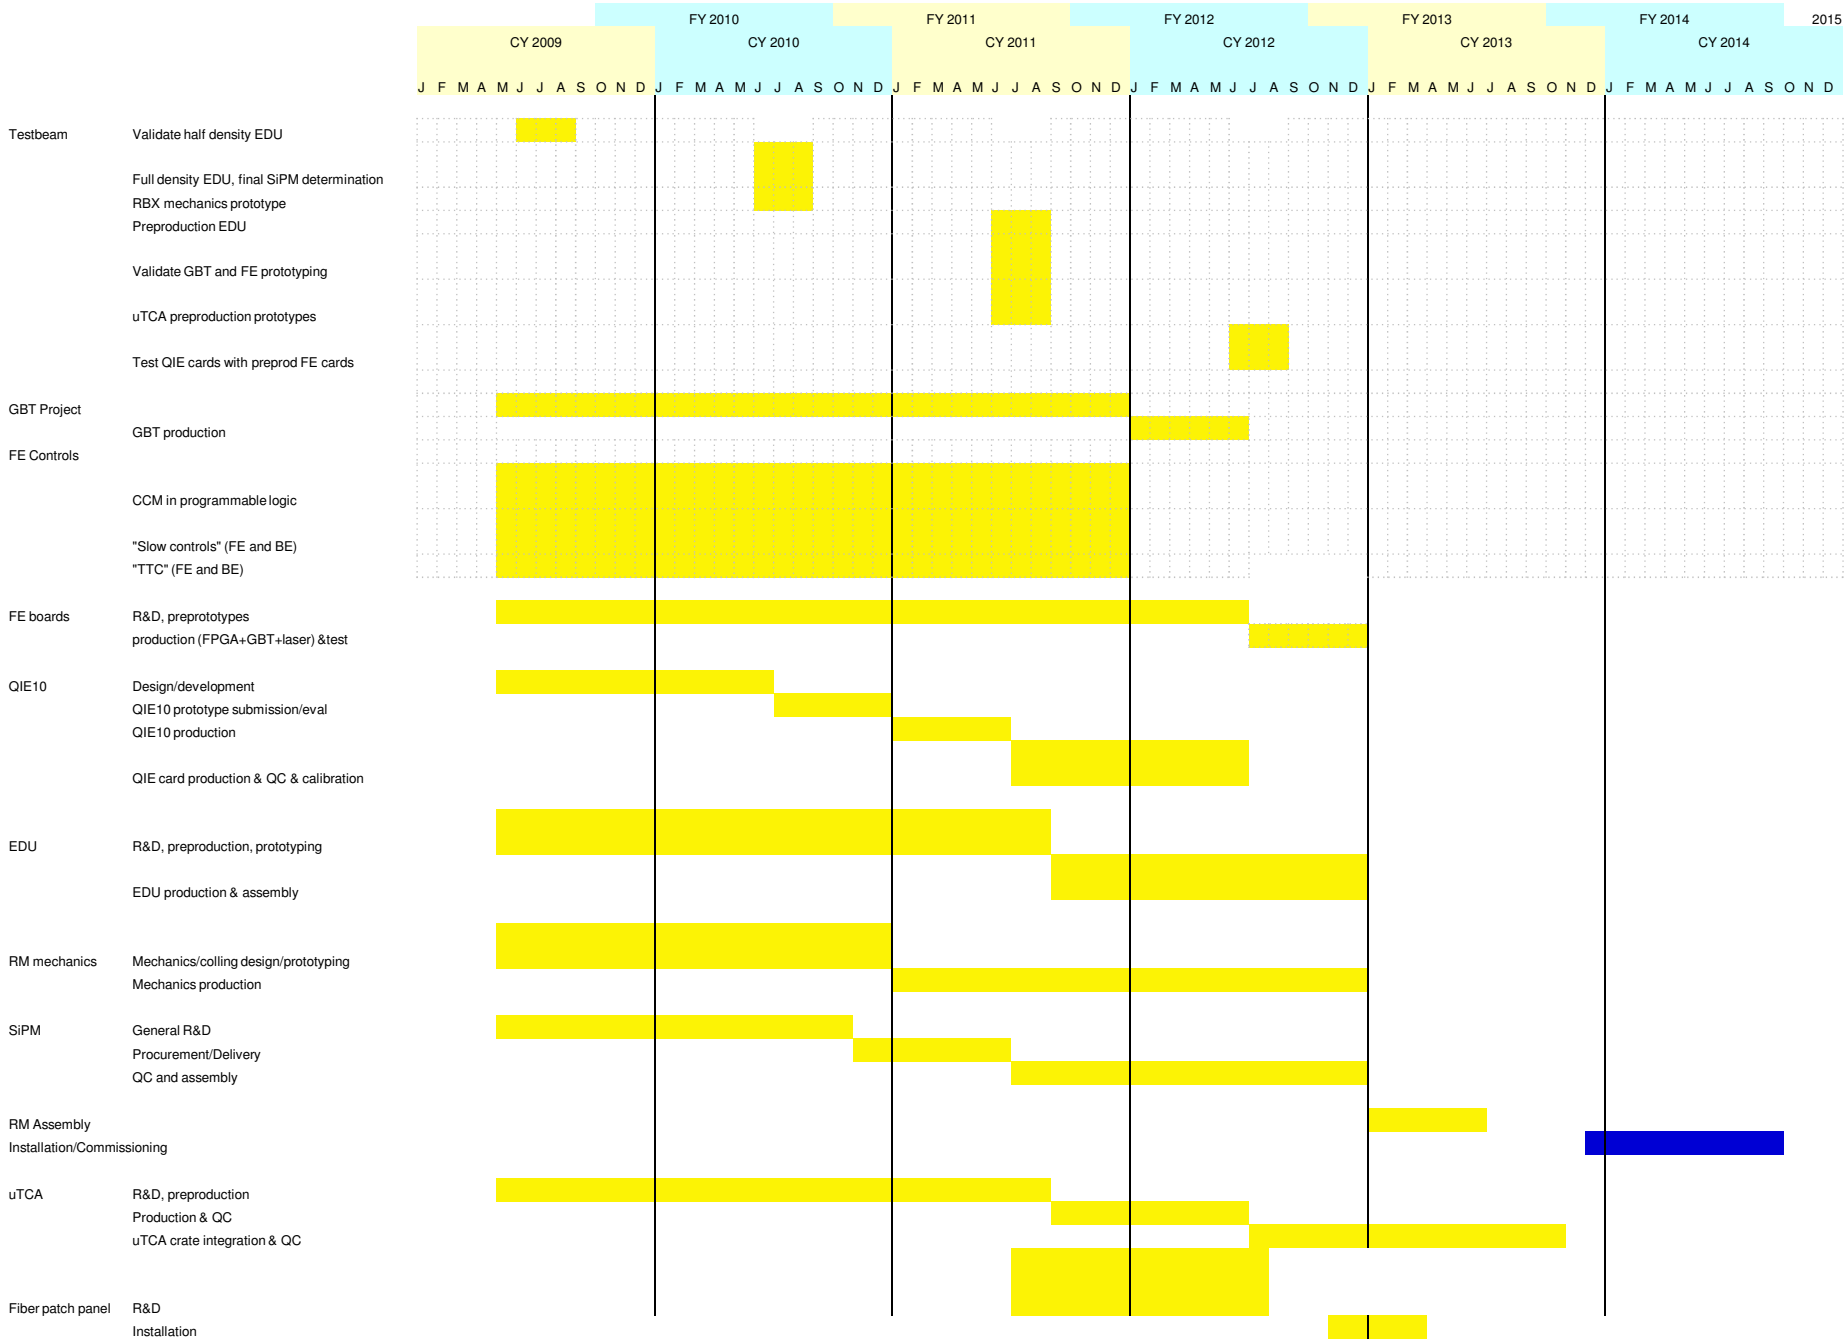 FY 2010 FY 2011 FY 2012 FY 2013 FY 2014 2015
CY 2009 CY 2010 CY 2011 CY 2012 CY 2013 CY 2014
J F M A M J J A S O N D J F M A M J J A S O N D J F M A M J J A S O N D J F M A M J J A S O N D J F M A M J J A S O N D J F M A M J J A S O N D
Testbeam Validate half density EDU
Full density EDU, final SiPM determination
RBX mechanics prototype
Preproduction EDU
Validate GBT and FE prototyping
uTCA preproduction prototypes
Test QIE cards with preprod FE cards
GBT Project
GBT production
FE Controls
CCM in programmable logic
"Slow controls" (FE and BE)
"TTC" (FE and BE)
FE boards R&D, preprototypes
production (FPGA+GBT+laser) &test
QIE10 Design/development
QIE10 prototype submission/eval
QIE10 production
QIE card production & QC & calibration
EDU R&D, preproduction, prototyping
EDU production & assembly
RM mechanics Mechanics/colling design/prototyping
Mechanics production
SiPM General R&D
Procurement/Delivery
QC and assembly
RM Assembly
Installation/Commissioning
uTCA R&D, preproduction
Production & QC
uTCA crate integration & QC
Fiber patch panel R&D
Installation